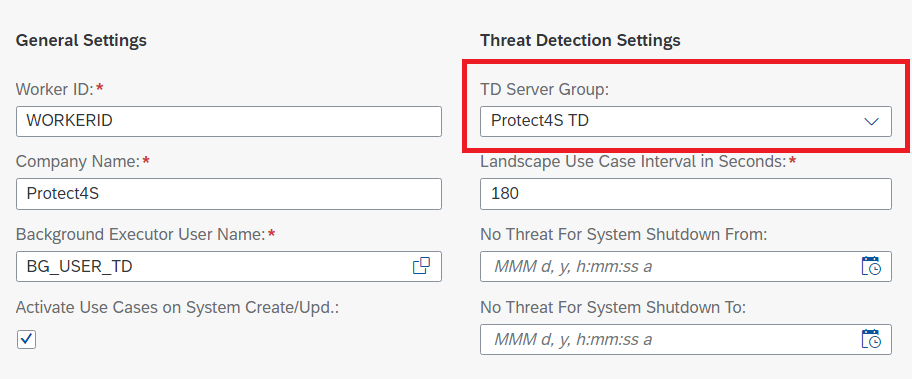 General Settings
Worker ID:*
WORKERID
Company Name:*
Protect4S
Background Executor User Name:*
BG_USER_TD
Activate Use Cases on System Create/Upd.:
Threat Detection Settings
TD Server Group:
Protect4S TD
Landscape Use Case Interval in Seconds:*
180
No Threat For System Shutdown From:
MMM d, y, h:mm:ss a
No Threat For System Shutdown To:
MMM d, y, h:mm:ss a